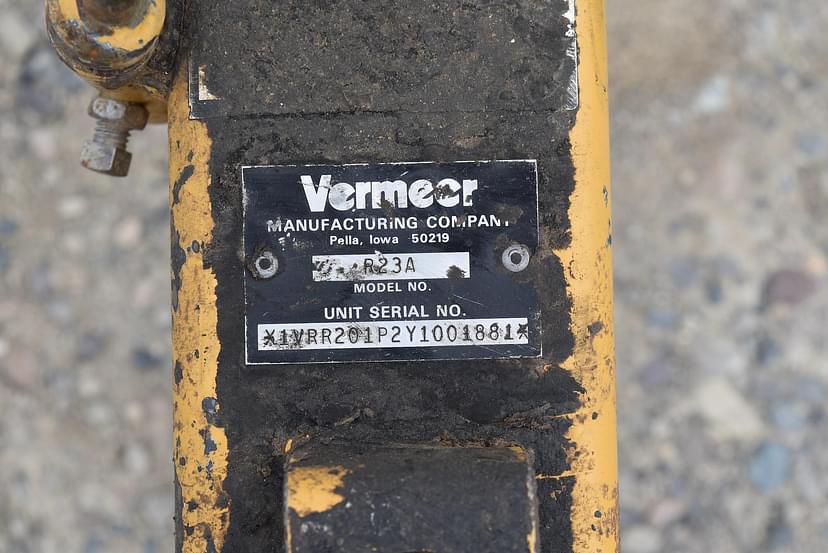 Vermeer
MANUFACTURING COMPANY
Pella, Iowa 50219
R23A
MODEL NO.
UNIT SERIAL NO.
*1VRR201P2Y1001881*